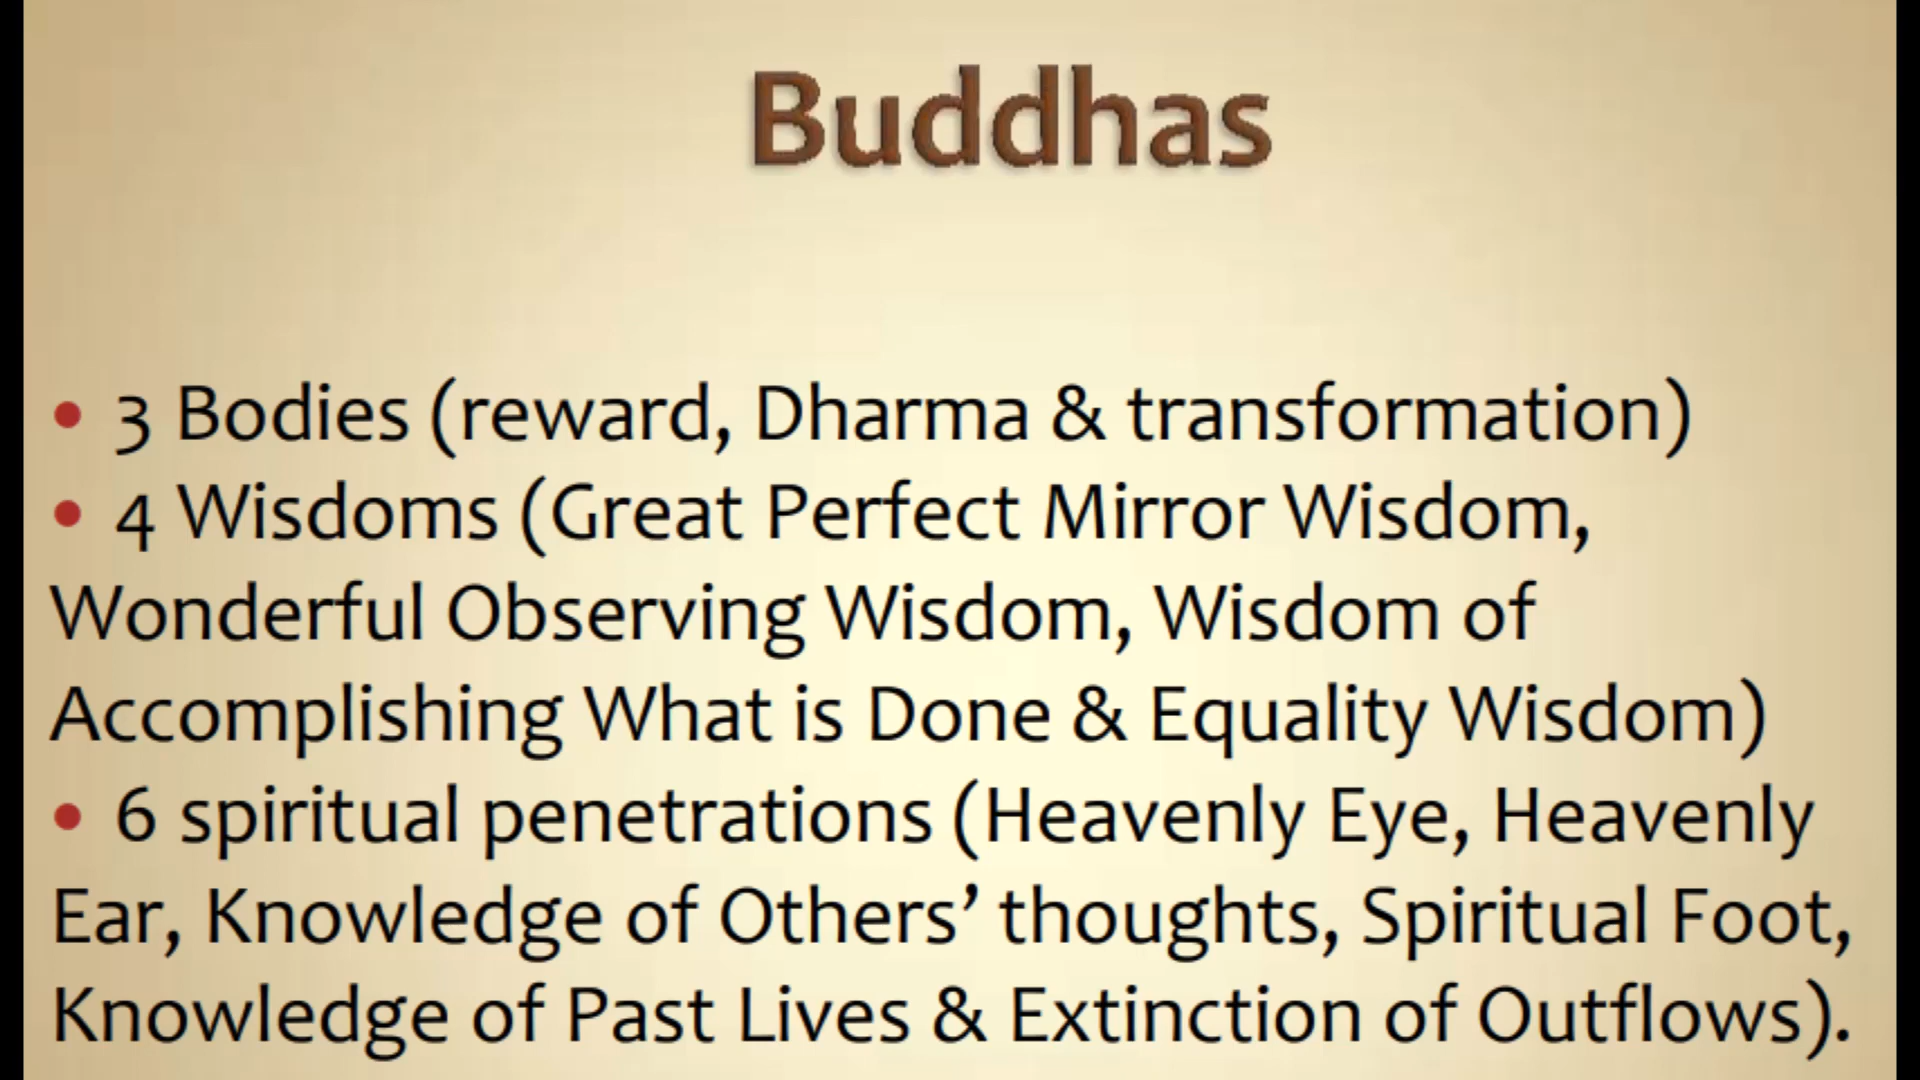 Buddhas
• 3 Bodies (reward, Dharma & transformation)
• 4 Wisdoms (Great Perfect Mirror Wisdom,
Wonderful Observing Wisdom, Wisdom of
Accomplishing What is Done & Equality Wisdom)
• 6 spiritual penetrations (Heavenly Eye, Heavenly
Ear, Knowledge of Others’ thoughts, Spiritual Foot,
Knowledge of Past Lives & Extinction of Outflows).